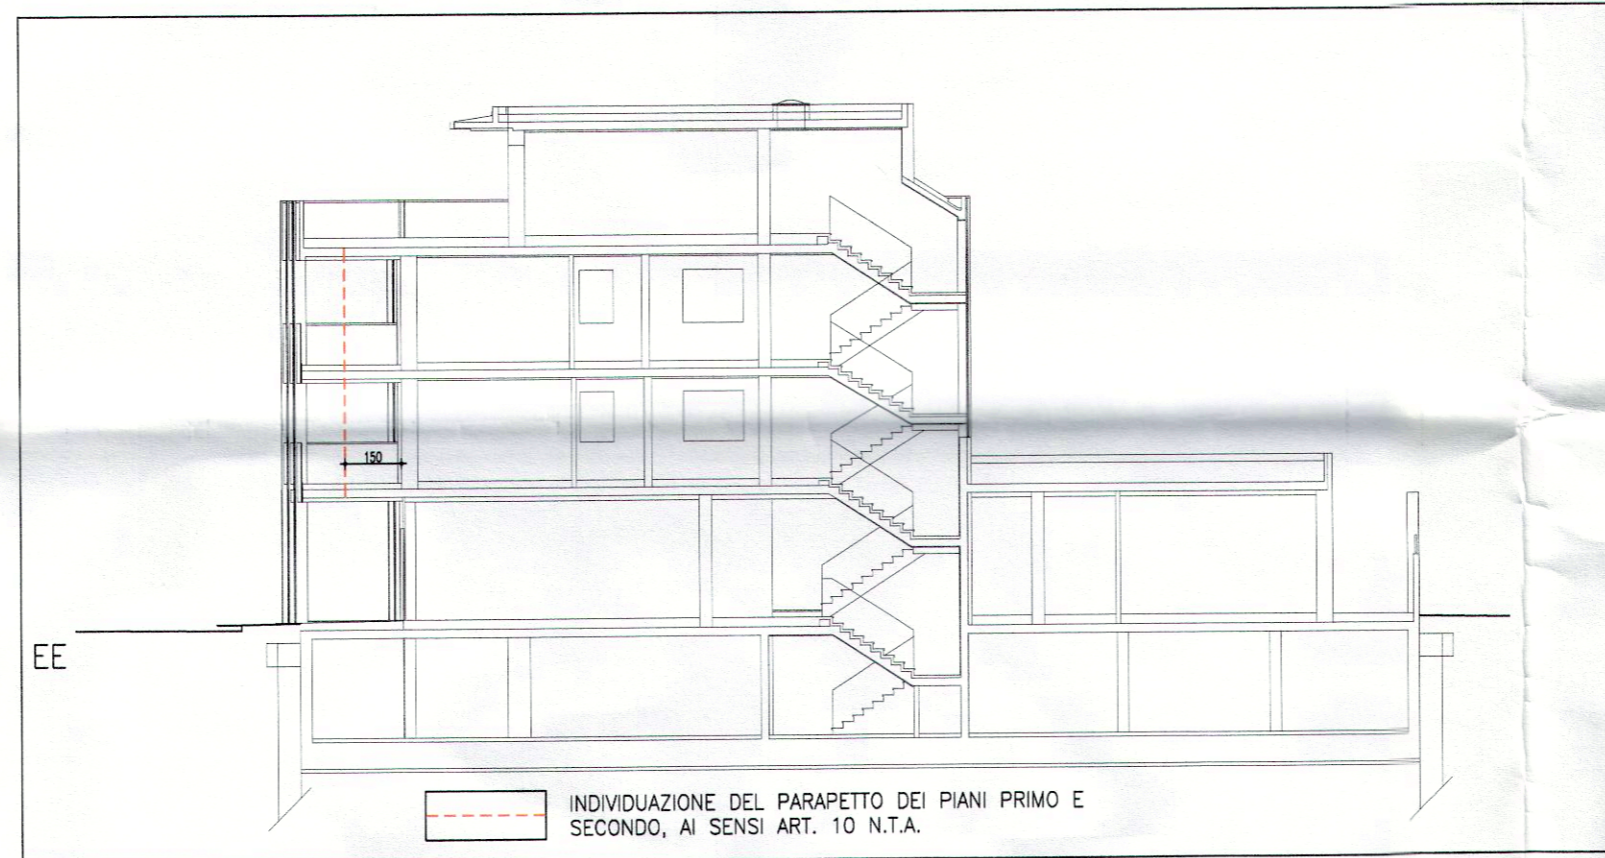 150
EE
INDIVIDUAZIONE DEL PARAPETTO DEI PIANI PRIMO E
SECONDO, AI SENSI ART. 10 N.T.A.